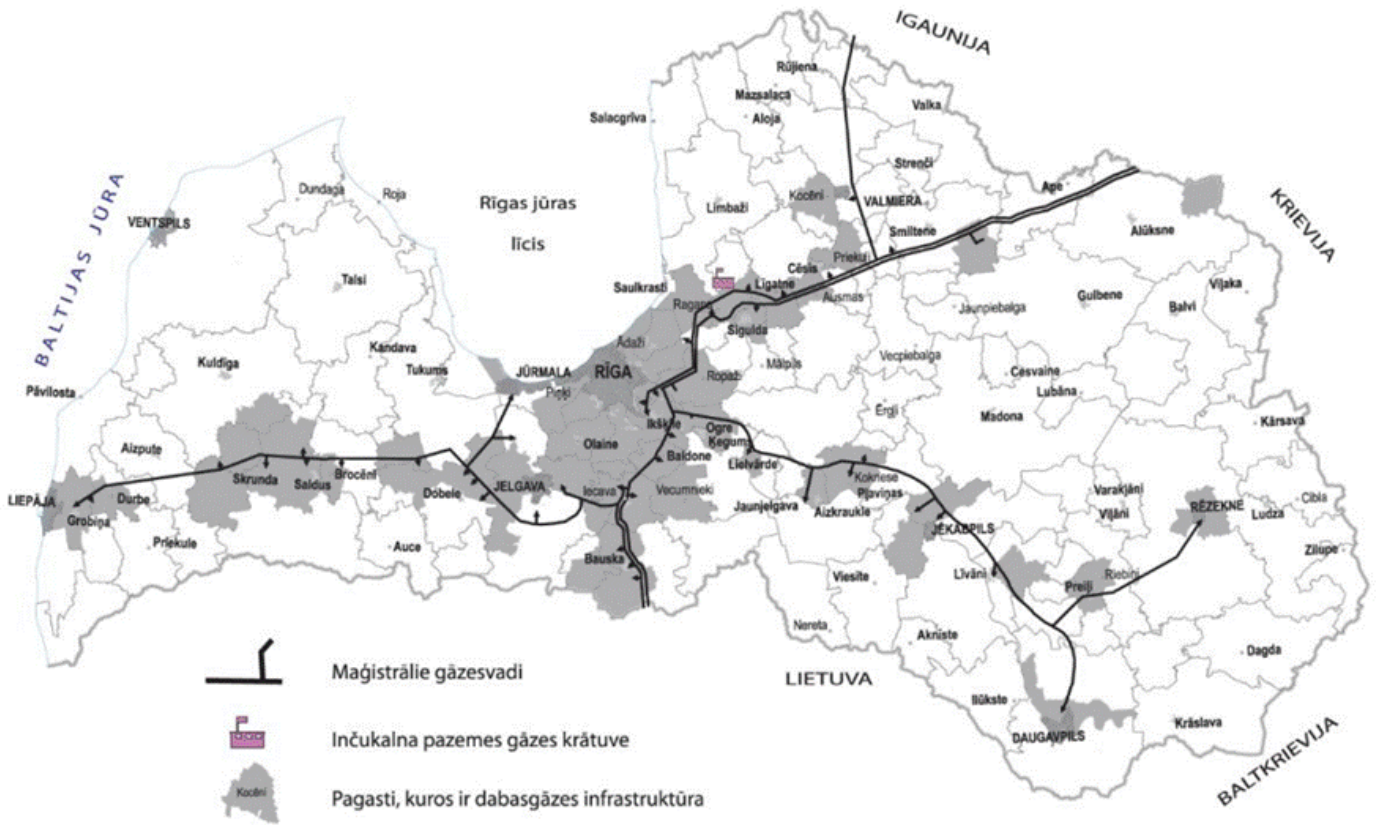 IGAUNIJA
Rūjiena
Mazsalaca
Aloja
Valka
Salacgrīva
Strenči
BALTIJAS JŪRA
Dundaga
Roja
Rīgas jūras
līcis
Kocēni
VALMIERA
Ape
KRIEVIJA
Limbaži
VENTSPILS
Smiltene
Alūksne
Priekuļi
Cēsis
Talsi
Saulkrasti
Līgatne
Ausmas
Ragana
Gulbene
Viļaka
Balvi
Jaunpiebalga
Sigulda
Ādaži
Kandava
Kuldīga
Tukums
JŪRMALA
RĪGA
Mālpils
Vecpiebalga
Ropaži
Cesvaine
Lubāna
Pāvilosta
Piņķi
Ērgļi
Madona
Kārsava
Ikšķile
Ogre
Ķegums
Aizpute
Olaine
Baldone
Lielvārde
Skrunda
Saldus
Brocēni
Dobele
JELGAVA
Iecava
Vecumnieki
Koknese
Pļaviņas
Jaunjelgava
Aizkraukle
Varakļāni
Viļāni
RĒZEKNE
Cibla
Ludza
LIEPĀJA
Durbe
Grobiņa
Priekule
Auce
JĒKABPILS
Zilupe
Bauska
Viesīte
Līvāni
Preiļi
Riebiņi
Nereta
Aknīste
Dagda
LIETUVA
Ilūkste
Krāslava
DAUGAVPILS
BALTKRIEVIJA
Maģistrālie gāzesvadi
Inčukalna pazemes gāzes krātuve
Kocēni
Pagasti, kuros ir dabasgāzes infrastruktūra